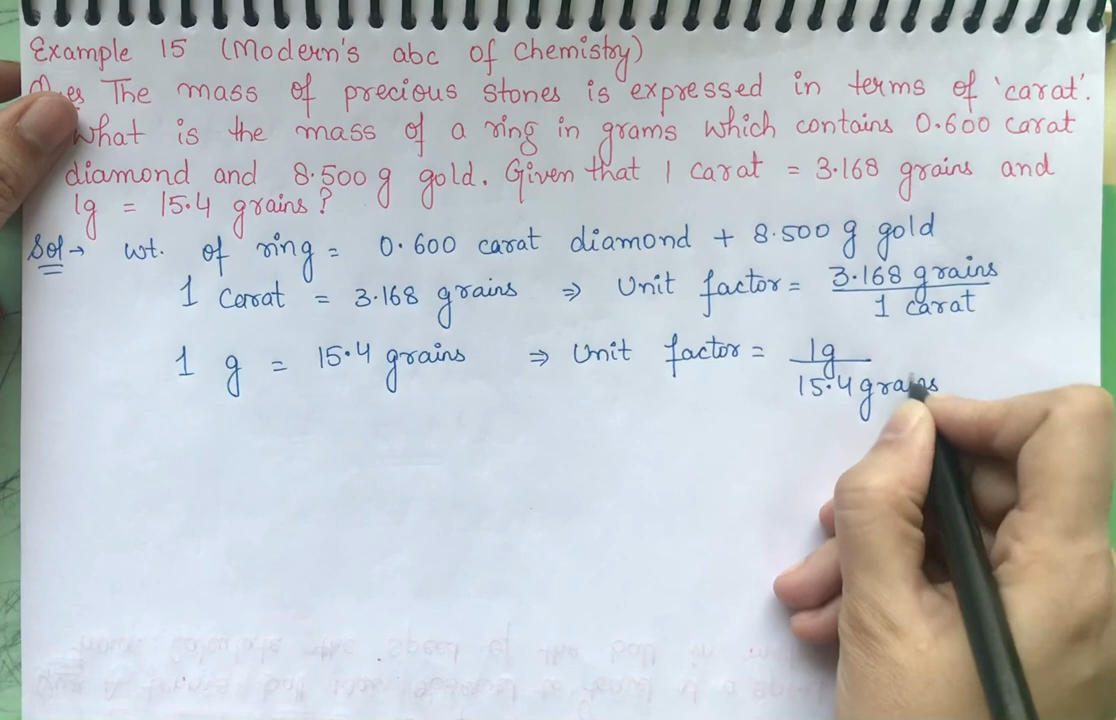 Example 15 (Modern's abc of Chemistry)
Ques The mass of precious stones is expressed in terms of 'carat'.
What is the mass of a ring in grams which contains 0.600 carat
diamond and 8.500 g gold. Given that 1 carat = 3.168 grains and
1g = 15.4 grains?
Sol→ wt. of ring = 0.600 carat diamond + 8.500 g gold
1 carat = 3.168 grains ⇒ Unit factor = 3.168 grains
1 carat
1 g = 15.4 grains ⇒ Unit factor = 1g
15.4 grains